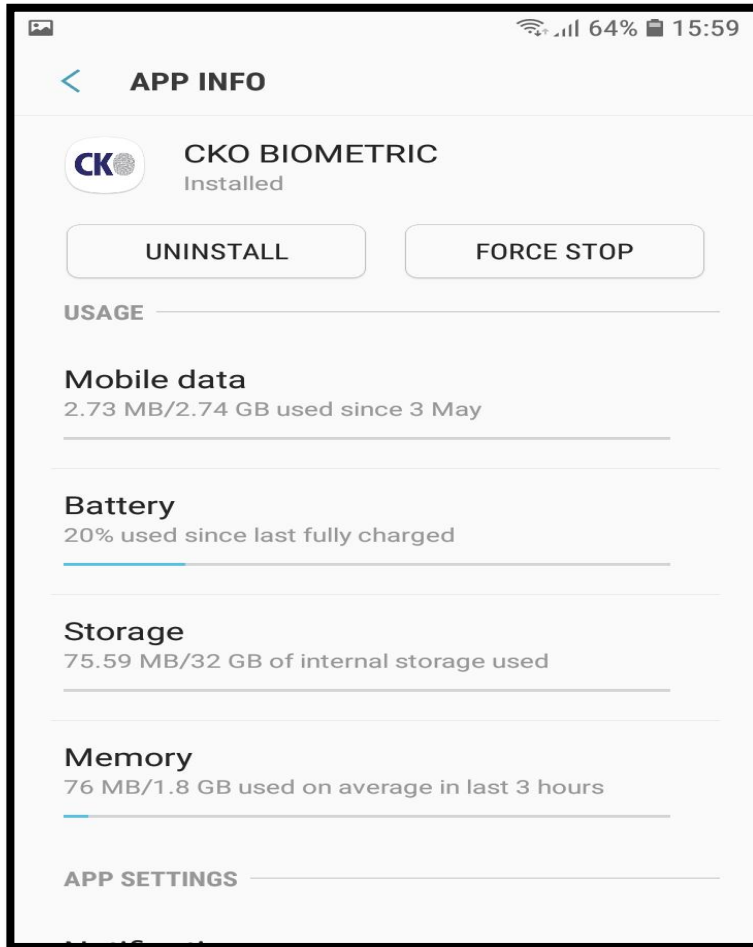 64% 15:59
APP INFO
CK
CKO BIOMETRIC
Installed
UNINSTALL FORCE STOP
USAGE
Mobile data
2.73 MB/2.74 GB used since 3 May
Battery
20% used since last fully charged
Storage
75.59 MB/32 GB of internal storage used
Memory
76 MB/1.8 GB used on average in last 3 hours
APP SETTINGS